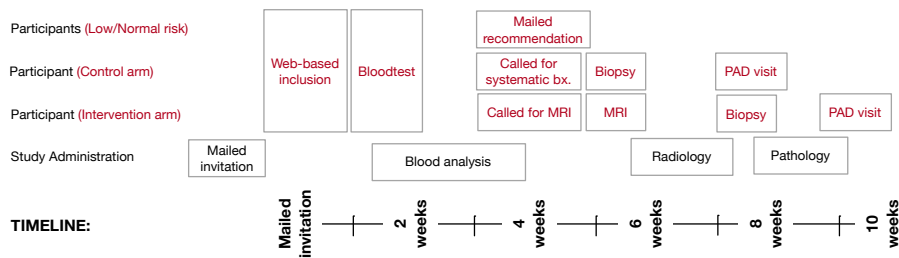 Participants (Low/Normal risk)
Mailed
recommendation
Web-based
inclusion
Bloodtest
Participant (Control arm)
Called for
systematic bx.
Biopsy
PAD visit
Participant (Intervention arm)
Called for MRI
MRI
Biopsy
PAD visit
Study Administration
Mailed
invitation
Blood analysis
Radiology
Pathology
TIMELINE:
Mailed
invitation
2
weeks
4
weeks
6
weeks
8
weeks
10
weeks